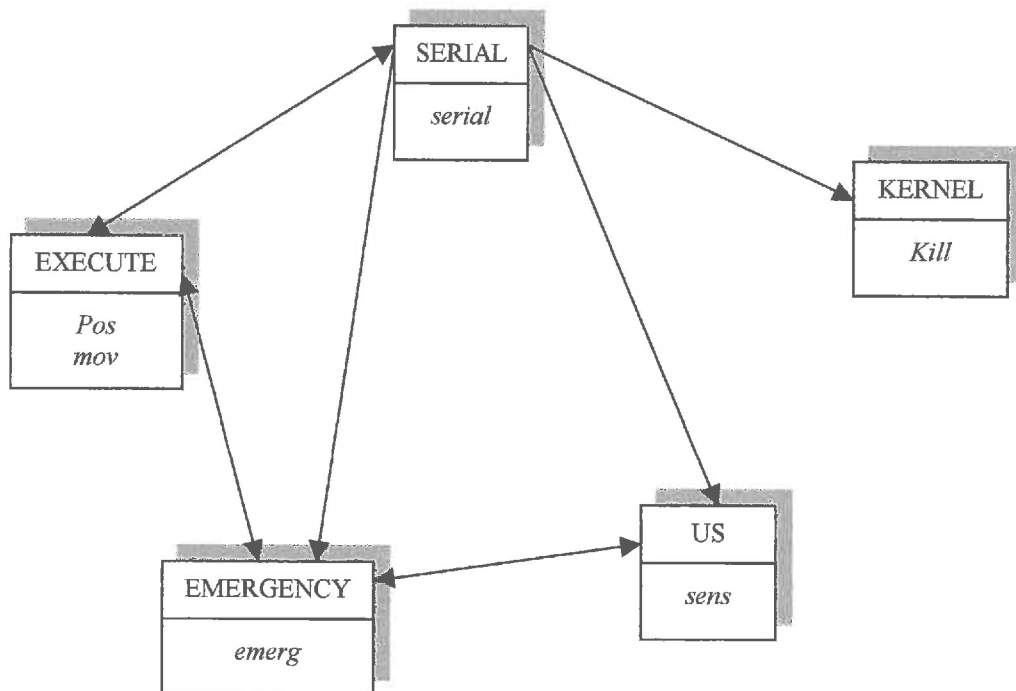 SERIAL
serial
KERNEL
Kill
EXECUTE
Pos
mov
US
sens
EMERGENCY
emerg